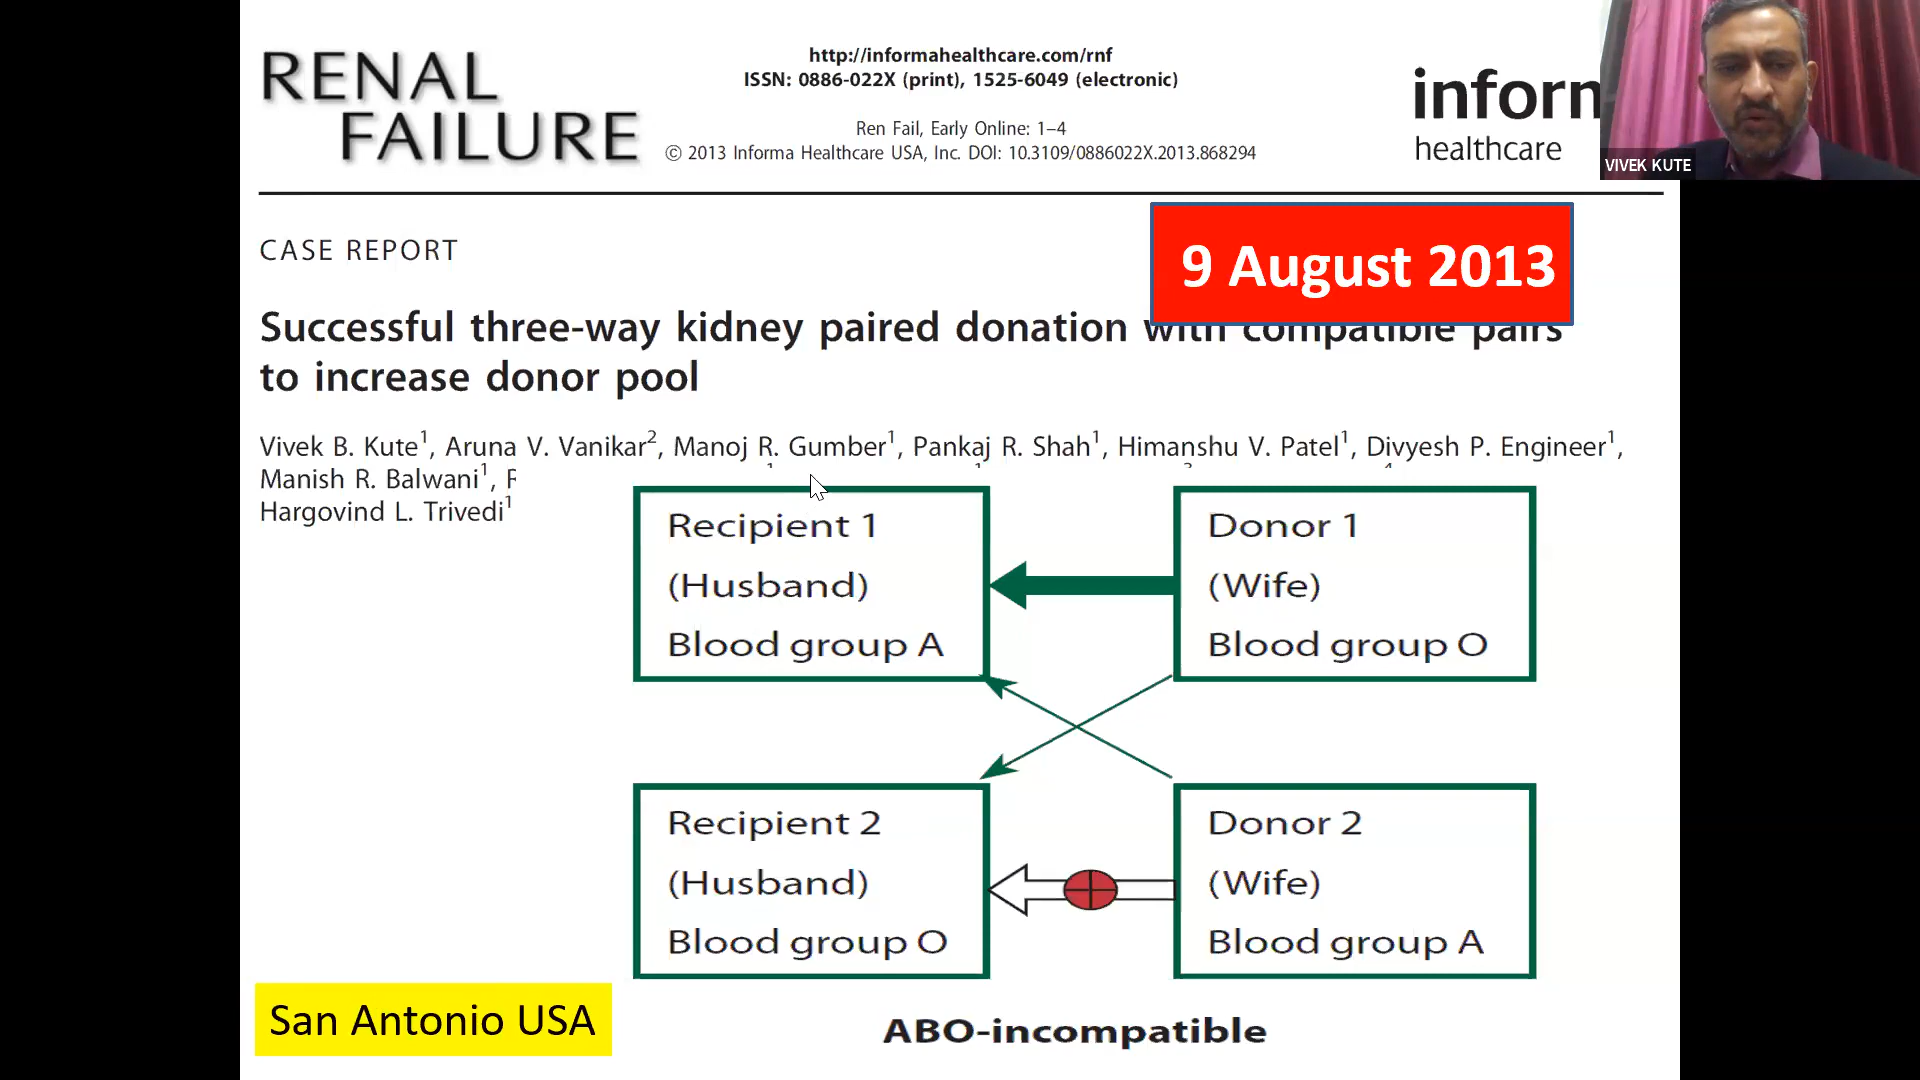 RENAL
FAILURE
http://informahealthcare.com/rnf
ISSN: 0886-022X (print), 1525-6049 (electronic)
Ren Fail, Early Online: 1–4
© 2013 Informa Healthcare USA, Inc. DOI: 10.3109/0886022X.2013.868294
inform
healthcare
VIVEK KUTE
CASE REPORT
9 August 2013
Successful three-way kidney paired donation with compatible pairs
to increase donor pool
Vivek B. Kute1, Aruna V. Vanikar2, Manoj R. Gumber1, Pankaj R. Shah1, Himanshu V. Patel1, Divyesh P. Engineer1,
Manish R. Balwani1,
Hargovind L. Trivedi1
Recipient 1
(Husband)
Blood group A
Donor 1
(Wife)
Blood group O
Recipient 2
(Husband)
Blood group O
Donor 2
(Wife)
Blood group A
San Antonio USA
ABO-incompatible